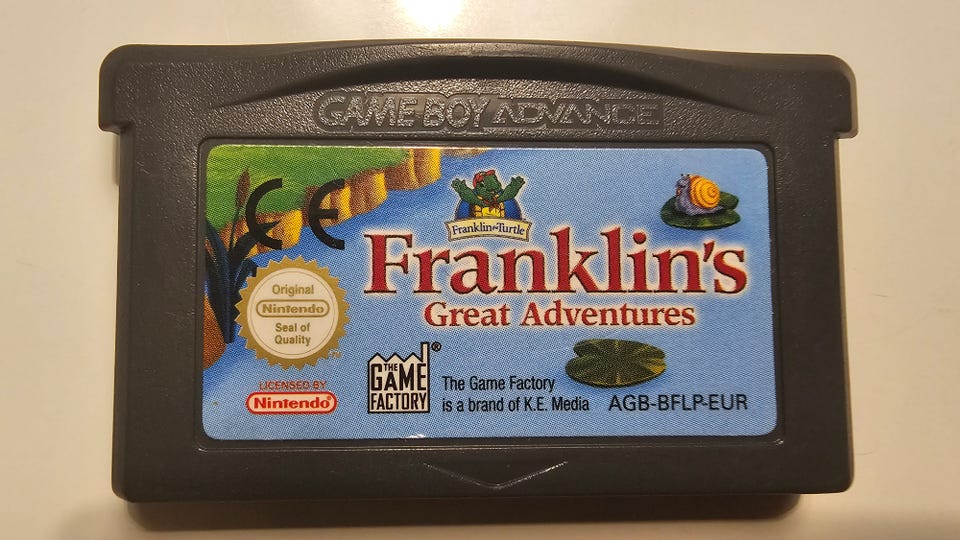 GAME BOY ADVANCE
CE
Franklin the Turtle
Franklin's
Great Adventures
Original
Nintendo
Seal of
Quality
TM
LICENSED BY
Nintendo
THE
GAME
FACTORY
®
The Game Factory
is a brand of K.E. Media
AGB-BFLP-EUR